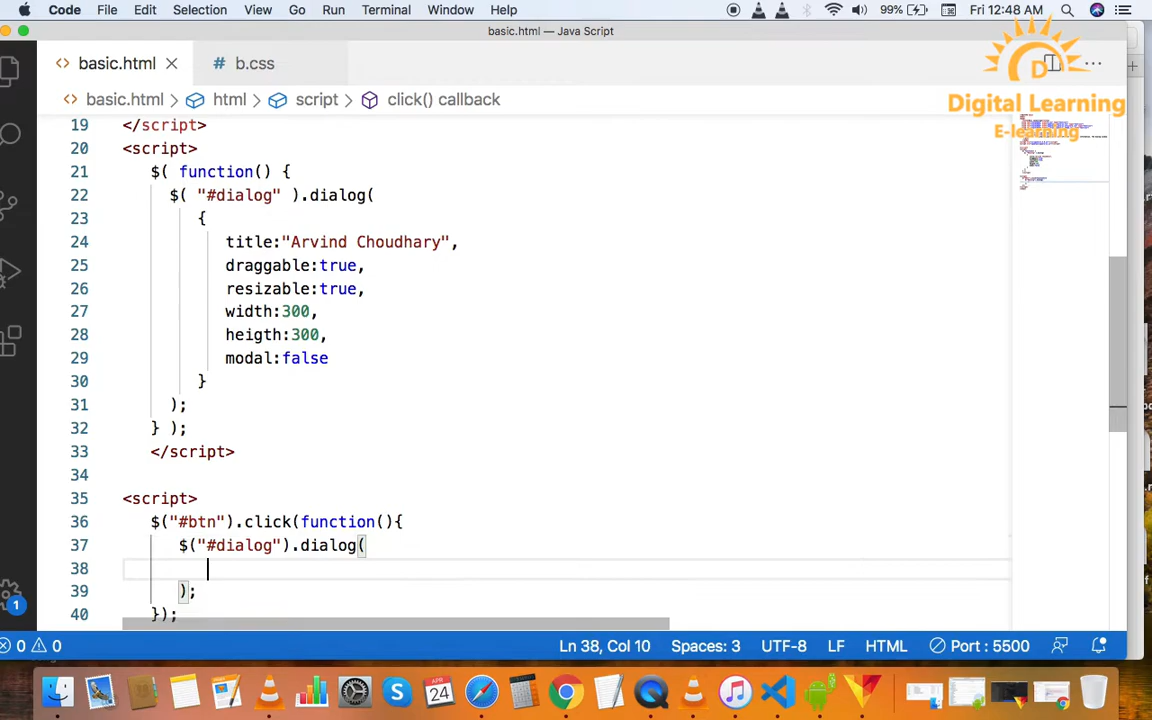 Code File Edit Selection View Go Run Terminal Window Help 99% Fri 12:48 AM
basic.html — Java Script
basic.html b.css
basic.html > html > script > click() callback
D
Digital Learning
E-learning
19 </script>
20 <script>
21 $( function() {
22 $( "#dialog" ).dialog(
23 {
24 title:"Arvind Choudhary",
25 draggable:true,
26 resizable:true,
27 width:300,
28 heigth:300,
29 modal:false
30 }
31 );
32 } );
33 </script>
34
35 <script>
36 $("#btn").click(function(){
37 $("#dialog").dialog(
38
39 );
40 });
1
0 0 Ln 38, Col 10 Spaces: 3 UTF-8 LF HTML Port : 5500
APR
24